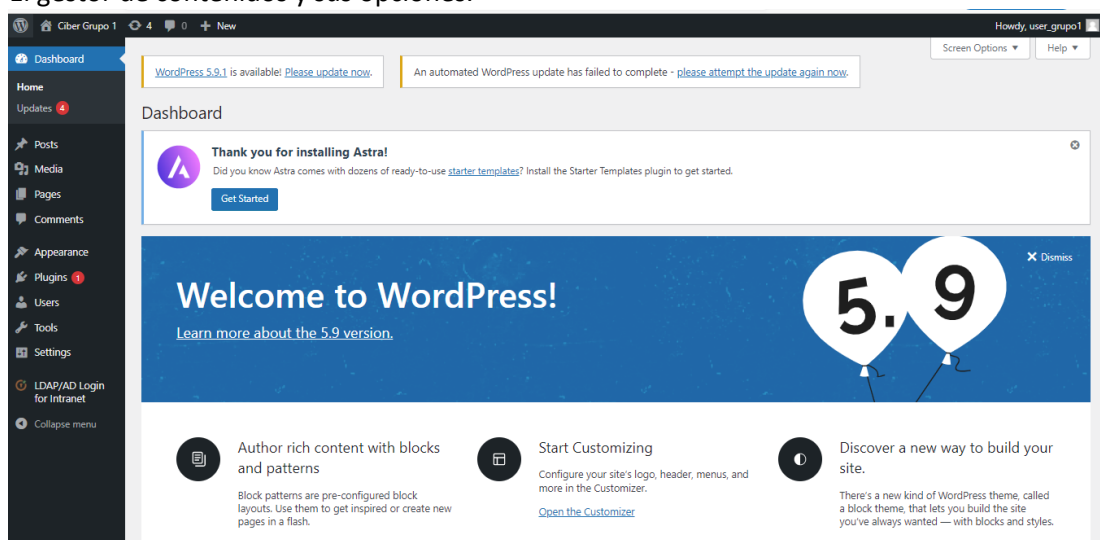 El gestor de contenidos y sus opciones.
Ciber Grupo 1 4 0 + New Howdy, user_grupo1
Screen Options ▼ Help ▼
Dashboard
Home
Updates 4
Posts
Media
Pages
Comments
Appearance
Plugins 1
Users
Tools
Settings
LDAP/AD Login
for Intranet
Collapse menu
WordPress 5.9.1 is available! Please update now.
An automated WordPress update has failed to complete - please attempt the update again now.
Dashboard
Thank you for installing Astra!
Did you know Astra comes with dozens of ready-to-use starter templates? Install the Starter Templates plugin to get started.
Get Started
Dismiss
Welcome to WordPress!
Learn more about the 5.9 version.
5.9
Author rich content with blocks
and patterns
Block patterns are pre-configured block
layouts. Use them to get inspired or create new
pages in a flash.
Start Customizing
Configure your site's logo, header, menus, and
more in the Customizer.
Open the Customizer
Discover a new way to build your
site.
There's a new kind of WordPress theme, called
a block theme, that lets you build the site
you've always wanted — with blocks and styles.